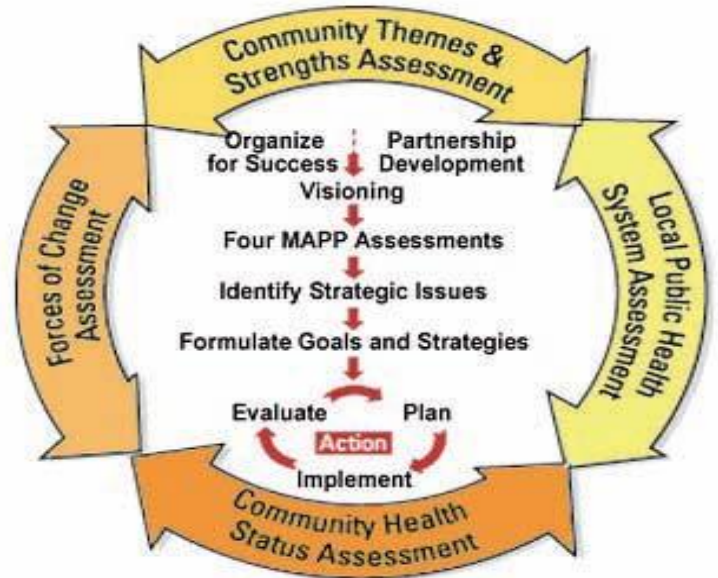 Community Themes &
Strengths Assessment
Organize
for Success
Partnership
Development
Visioning
Four MAPP Assessments
Identify Strategic Issues
Formulate Goals and Strategies
Evaluate
Plan
Action
Implement
Forces of Change
Assessment
Local Public Health
System Assessment
Community Health
Status Assessment